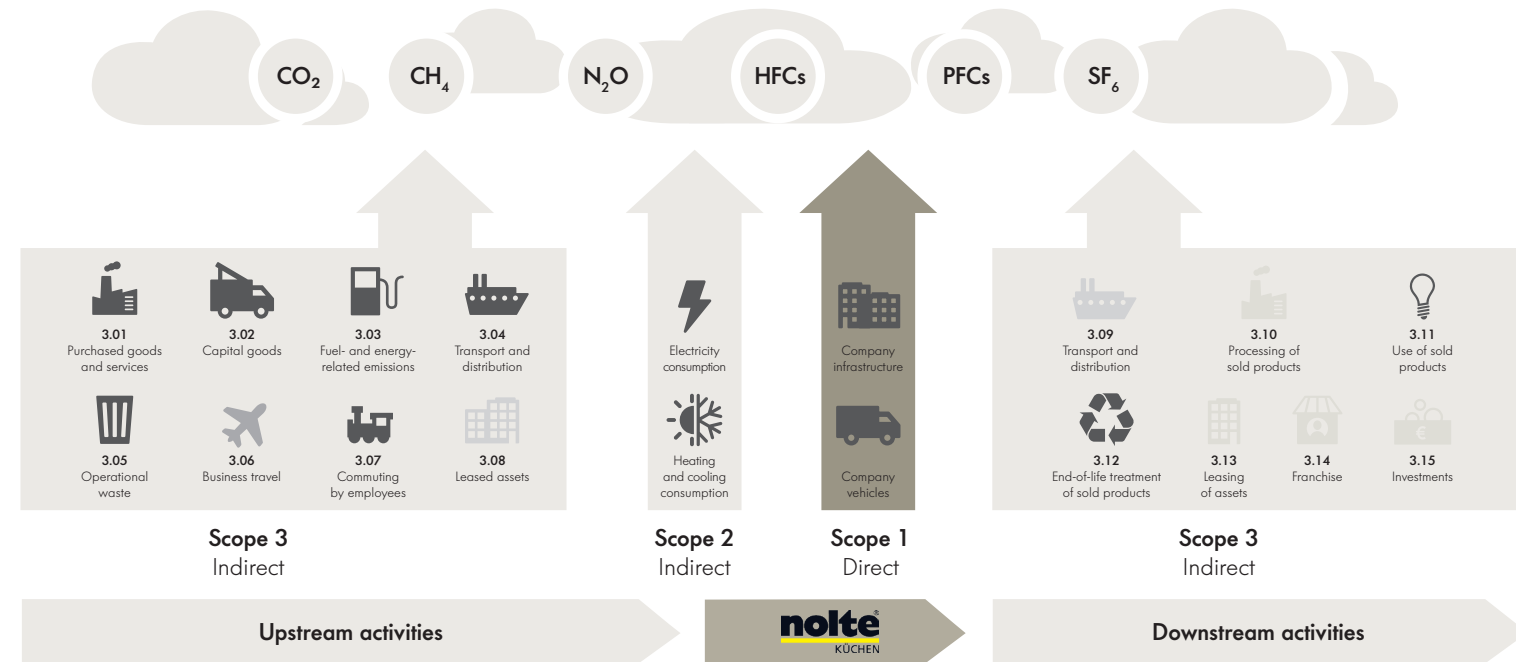 CO₂
CH₄
N₂O
HFCs
PFCs
SF₆
3.01
Purchased goods
and services
3.02
Capital goods
3.03
Fuel- and energy-
related emissions
3.04
Transport and
distribution
3.05
Operational
waste
3.06
Business travel
3.07
Commuting
by employees
3.08
Leased assets
Electricity
consumption
Heating
and cooling
consumption
Company
infrastructure
Company
vehicles
3.09
Transport and
distribution
3.10
Processing of
sold products
3.11
Use of sold
products
3.12
End-of-life treatment
of sold products
3.13
Leasing
of assets
3.14
Franchise
€
3.15
Investments
Scope 3
Indirect
Scope 2
Indirect
Scope 1
Direct
Scope 3
Indirect
Upstream activities
nolte®
KÜCHEN
Downstream activities